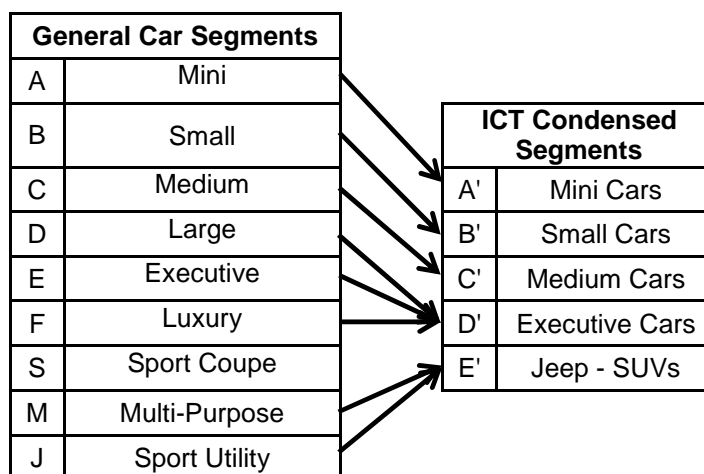 General Car Segments
A Mini
B Small
C Medium
D Large
E Executive
F Luxury
S Sport Coupe
M Multi-Purpose
J Sport Utility
ICT Condensed
Segments
A' Mini Cars
B' Small Cars
C' Medium Cars
D' Executive Cars
E' Jeep - SUVs